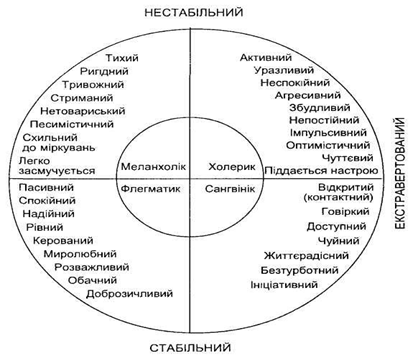 НЕСТАБІЛЬНИЙ
Тихий
Ригідний
Тривожний
Стриманий
Нетовариський
Песимістичний
Схильний
до міркувань
Легко
засмучується
Меланхолік
Активний
Уразливий
Неспокійний
Агресивний
Збудливий
Непостійний
Імпульсивний
Оптимістичний
Чуттєвий
Піддається настрою
Холерик
ЕКСТРАВЕРТОВАНИЙ
Флегматик
Пасивний
Спокійний
Надійний
Рівний
Керований
Миролюбний
Розважливий
Обачний
Доброзичливий
Сангвінік
Відкритий
(контактний)
Говіркий
Доступний
Чуйний
Життєрадісний
Безтурботний
Ініціативний
СТАБІЛЬНИЙ